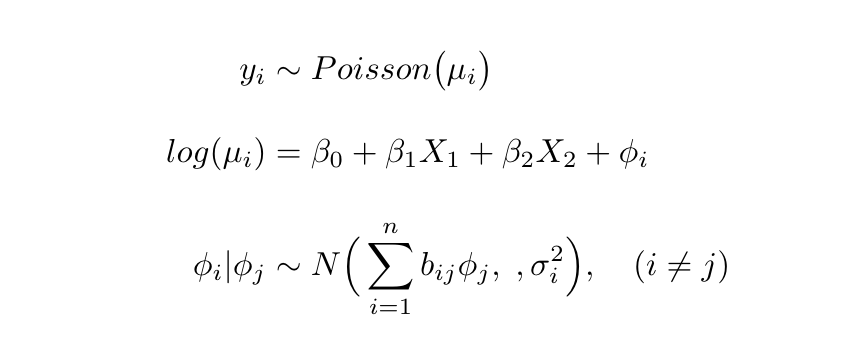 y_i ∼ Poisson(μ_i)
log(μ_i) = β_0 + β_1X_1 + β_2X_2 + ϕ_i
ϕ_i|ϕ_j ∼ N(∑_{i=1}^{n} b_{ij}ϕ_j, ,σ_i^2), (i ≠ j)